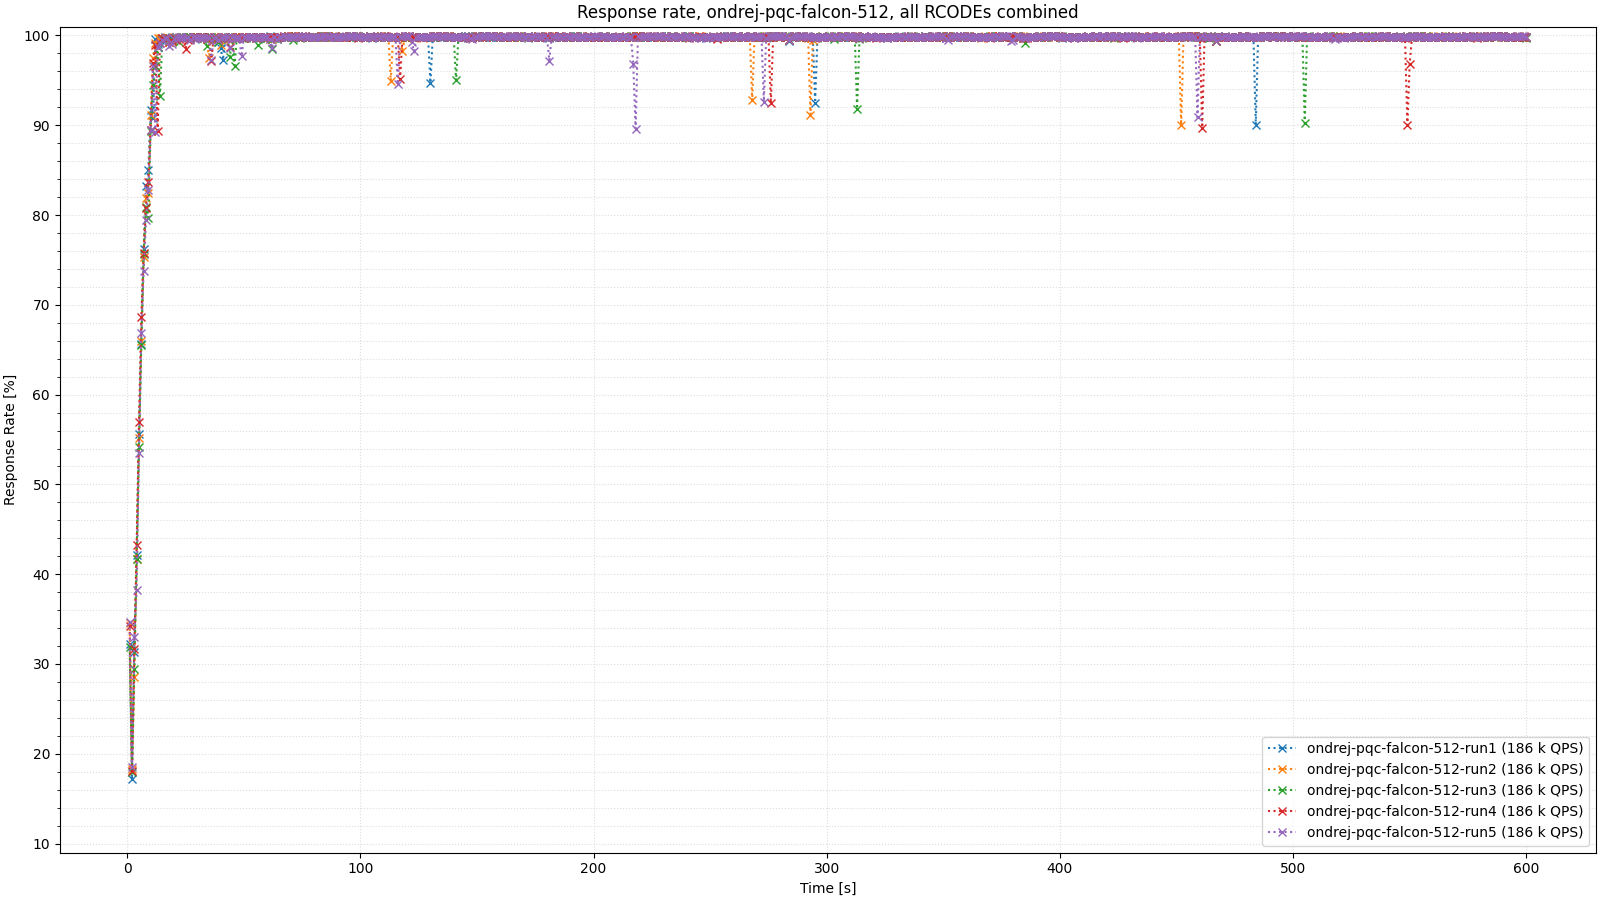 Response rate, ondrej-pqc-falcon-512, all RCODEs combined
Response Rate [%]
100
90
80
70
60
50
40
30
20
10
0
100
200
300
400
500
600
Time [s]
ondrej-pqc-falcon-512-run1 (186 k QPS)
ondrej-pqc-falcon-512-run2 (186 k QPS)
ondrej-pqc-falcon-512-run3 (186 k QPS)
ondrej-pqc-falcon-512-run4 (186 k QPS)
ondrej-pqc-falcon-512-run5 (186 k QPS)